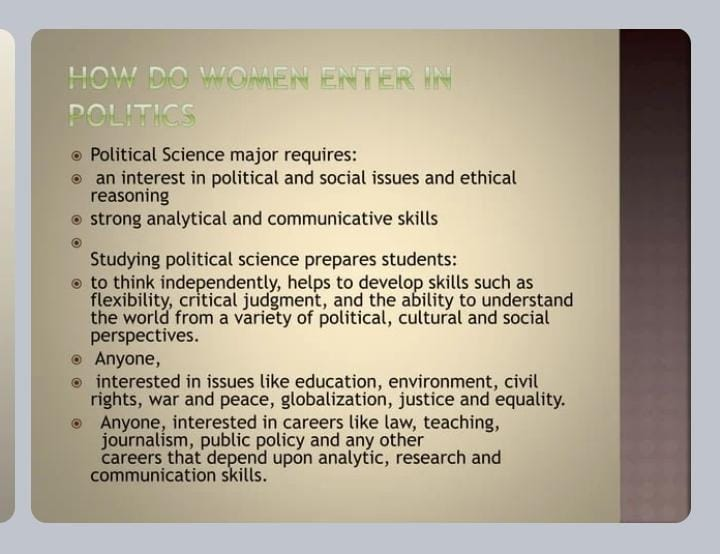 HOW DO WOMEN ENTER IN
POLITICS
Political Science major requires:
an interest in political and social issues and ethical
reasoning
strong analytical and communicative skills
Studying political science prepares students:
to think independently, helps to develop skills such as
flexibility, critical judgment, and the ability to understand
the world from a variety of political, cultural and social
perspectives.
Anyone,
interested in issues like education, environment, civil
rights, war and peace, globalization, justice and equality.
Anyone, interested in careers like law, teaching,
journalism, public policy and any other
careers that depend upon analytic, research and
communication skills.